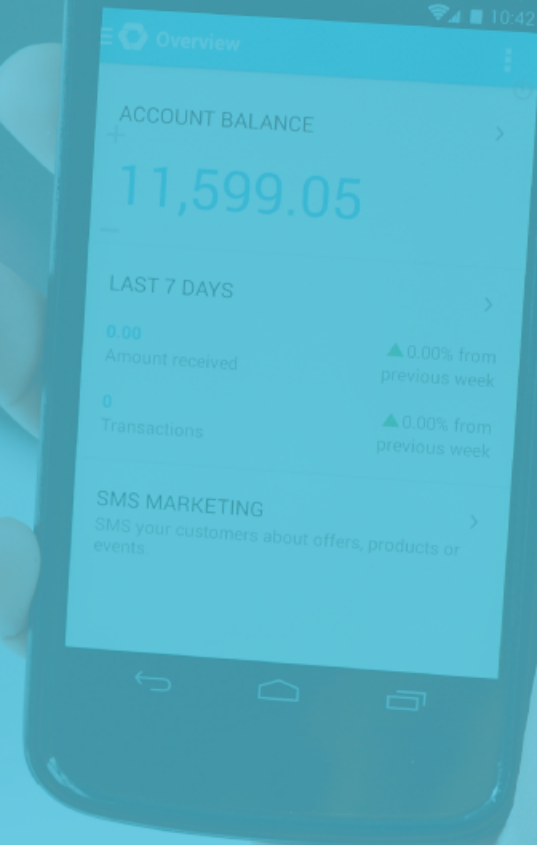 10:42
Overview
ACCOUNT BALANCE
11,599.05
LAST 7 DAYS
0.00
Amount received
0.00% from
previous week
0
Transactions
0.00% from
previous week
SMS MARKETING
SMS your customers about offers, products or
events.